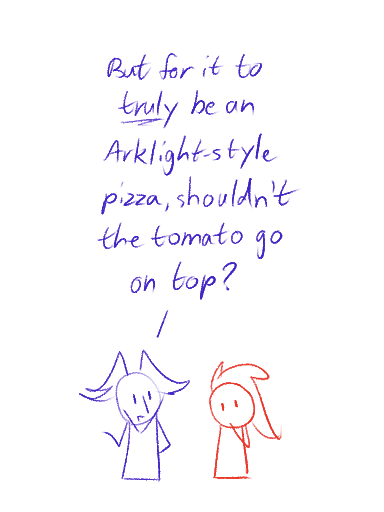 But for it to
truly be an
Arklight-style
pizza, shouldn't
the tomato go
on top?